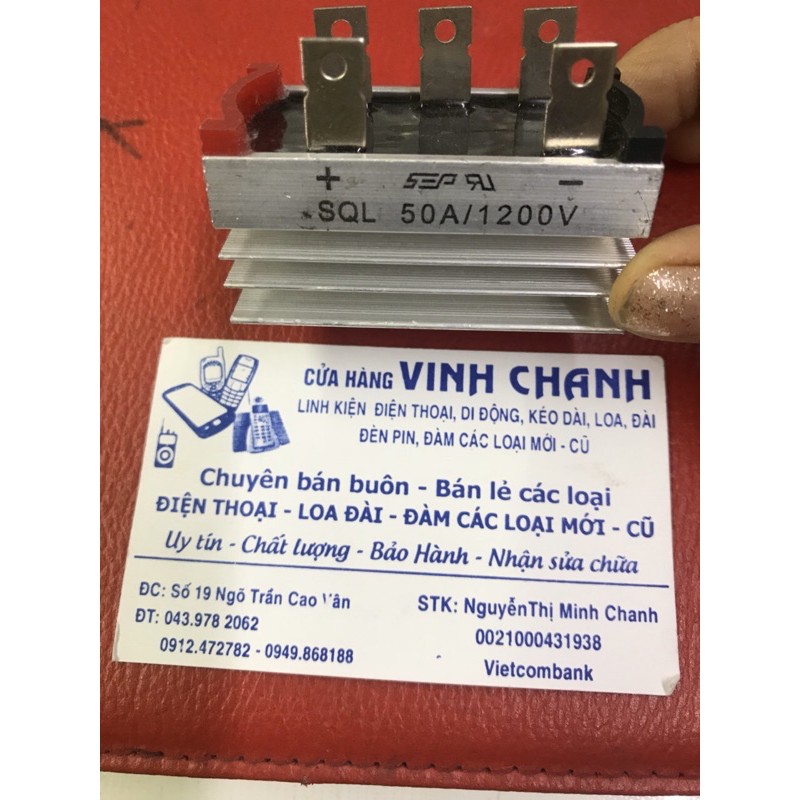 + SEP -
SQL 50A/1200V
CỬA HÀNG VINH CHANH
LINH KIỆN ĐIỆN THOẠI, DI ĐỘNG, KÉO DÀI, LOA, ĐÀI
ĐÈN PIN, ĐÀM CÁC LOẠI MỚI - CŨ
Chuyên bán buôn - Bán lẻ các loại
ĐIỆN THOẠI - LOA ĐÀI - ĐÀM CÁC LOẠI MỚI - CŨ
Uy tín - Chất lượng - Bảo Hành - Nhận sửa chữa
ĐC: Số 19 Ngõ Trần Cao Vân
ĐT: 043.978 2062
0912.472782 - 0949.868188
STK: NguyễnThị Minh Chanh
0021000431938
Vietcombank